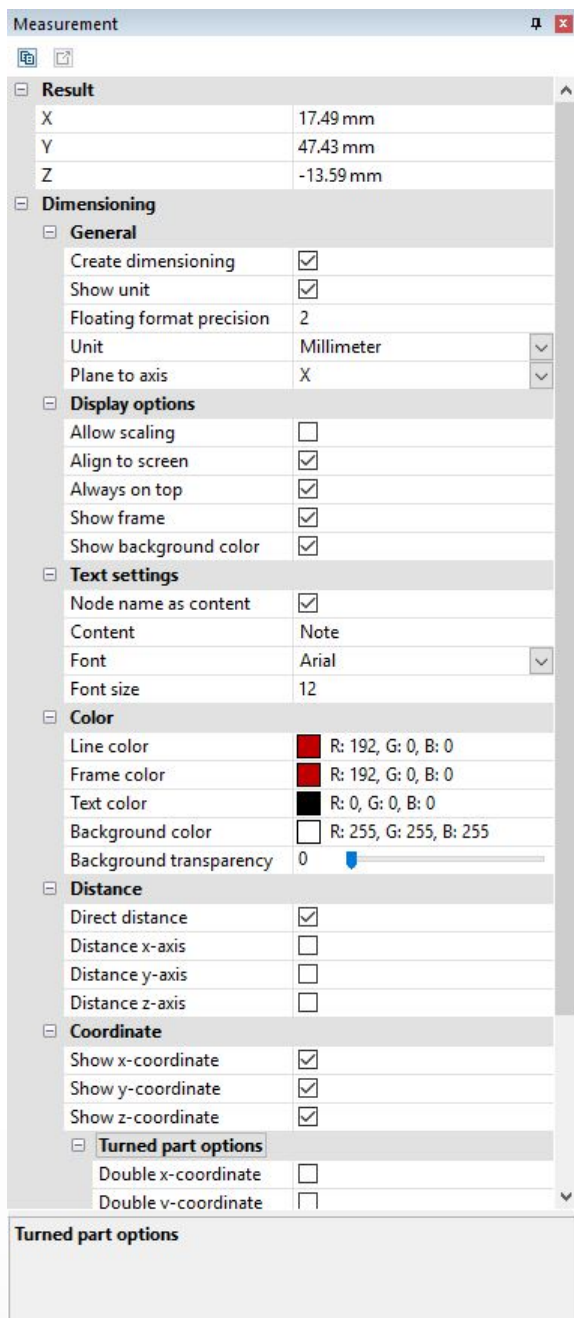 Measurement
Result
X 17.49 mm
Y 47.43 mm
Z -13.59 mm
Dimensioning
General
Create dimensioning
Show unit
Floating format precision 2
Unit Millimeter
Plane to axis X
Display options
Allow scaling
Align to screen
Always on top
Show frame
Show background color
Text settings
Node name as content
Content Note
Font Arial
Font size 12
Color
Line color R: 192, G: 0, B: 0
Frame color R: 192, G: 0, B: 0
Text color R: 0, G: 0, B: 0
Background color R: 255, G: 255, B: 255
Background transparency 0
Distance
Direct distance
Distance x-axis
Distance y-axis
Distance z-axis
Coordinate
Show x-coordinate
Show y-coordinate
Show z-coordinate
Turned part options
Double x-coordinate
Double y-coordinate
Turned part options